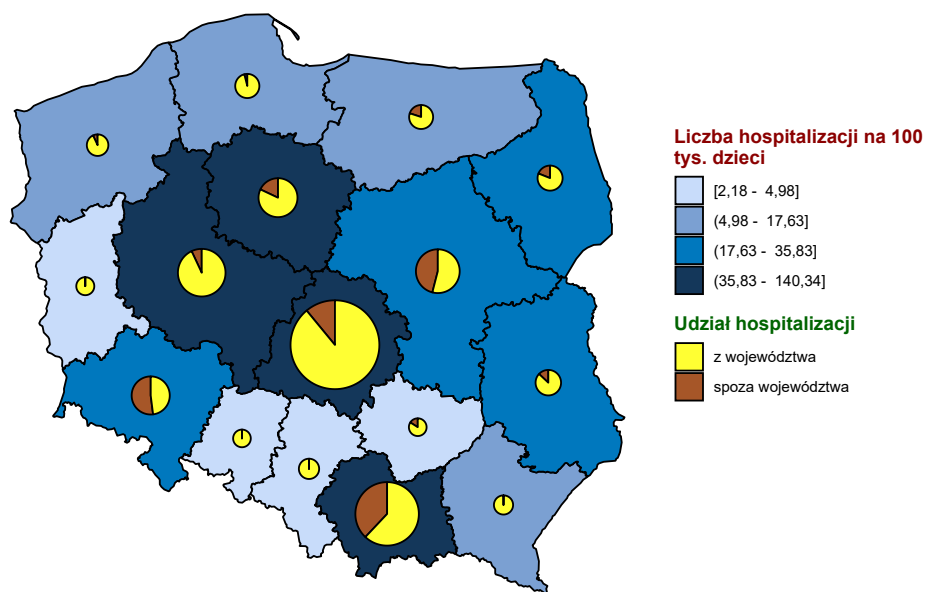 Liczba hospitalizacji na 100
tys. dzieci
[2,18 - 4,98]
(4,98 - 17,63]
(17,63 - 35,83]
(35,83 - 140,34]
Udział hospitalizacji
z województwa
spoza województwa